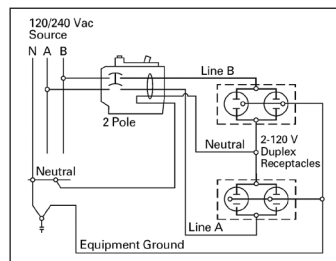 120/240 Vac
Source
N A B
Line B
2 Pole
Neutral
2-120 V
Duplex
Receptacles
Neutral
Line A
Equipment Ground